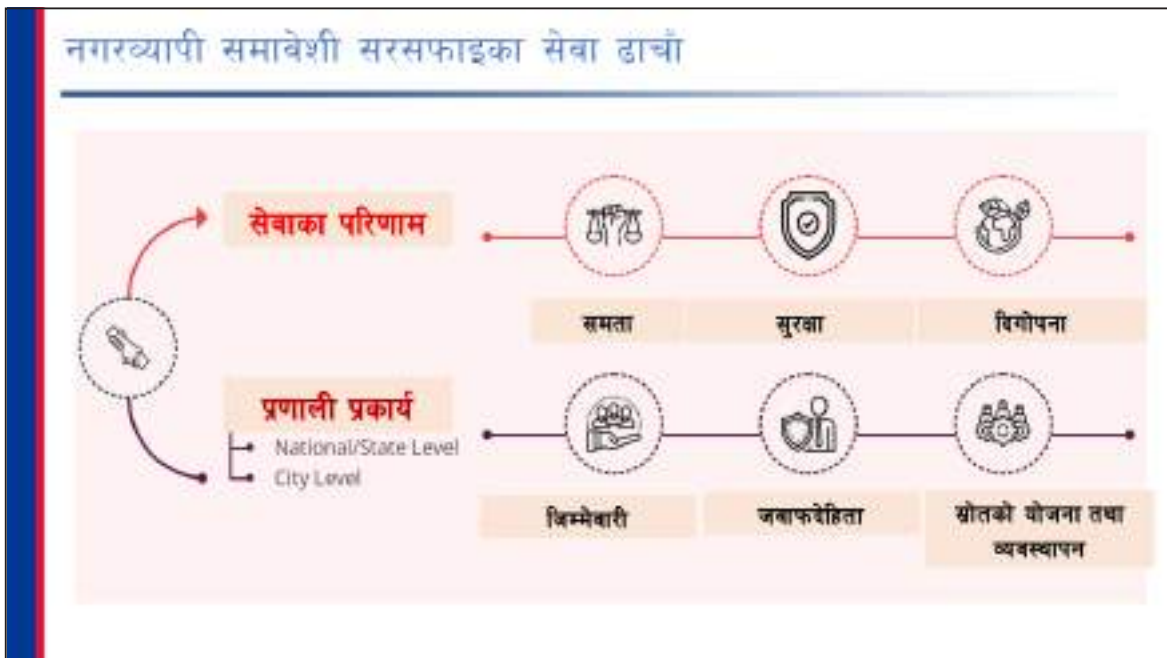 नगरव्यापी समावेशी सरसफाइका सेवा ढाचाँ
सेवाका परिणाम
समता
सुरक्षा
दिगोपना
प्रणाली प्रकार्य
National/State Level
City Level
जिम्मेवारी
जवाफदेहिता
स्रोतको योजना तथा
व्यवस्थापन